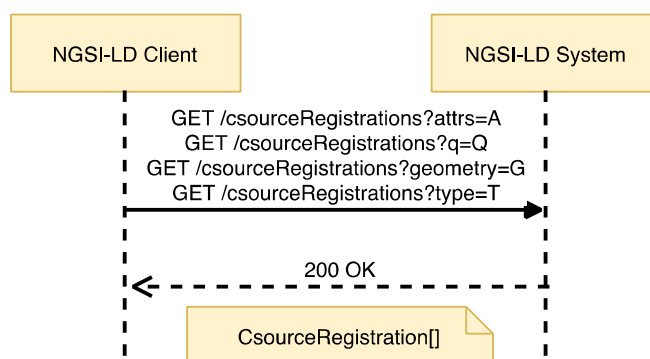 NGSI-LD Client
NGSI-LD System
GET /csourceRegistrations?attrs=A
GET /csourceRegistrations?q=Q
GET /csourceRegistrations?geometry=G
GET /csourceRegistrations?type=T
200 OK
CsourceRegistration[]